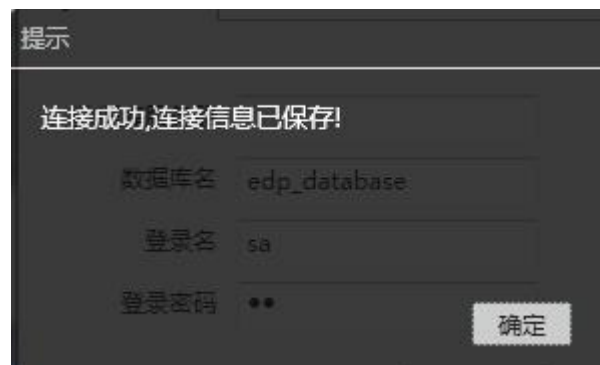 提示
连接成功,连接信息已保存!
数据库名 edp_database
登录名 sa
登录密码 ••
确定